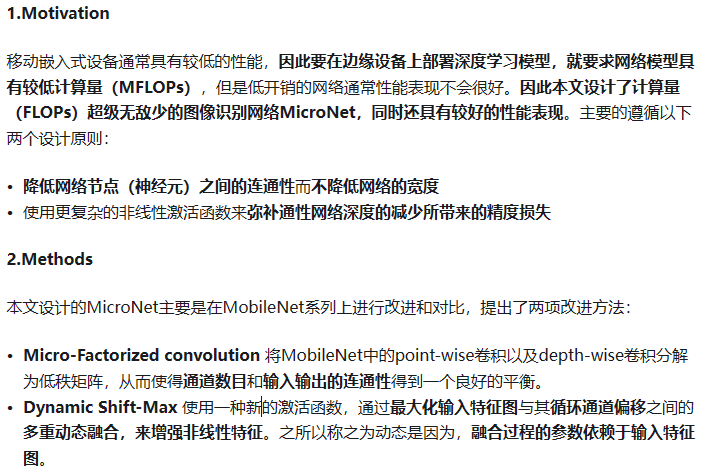 1.Motivation
移动嵌入式设备通常具有较低的性能，因此要在边缘设备上部署深度学习模型，就要求网络模型具
有较低计算量（MFLOPs），但是低开销的网络通常性能表现不会很好。因此本文设计了计算量
（FLOPs）超级无敌少的图像识别网络MicroNet，同时还具有较好的性能表现。主要的遵循以下
两个设计原则：
• 降低网络节点（神经元）之间的连通性而不降低网络的宽度
• 使用更复杂的非线性激活函数来弥补通性网络深度的减少所带来的精度损失
2.Methods
本文设计的MicroNet主要是在MobileNet系列上进行改进和对比，提出了两项改进方法：
• Micro-Factorized convolution 将MobileNet中的point-wise卷积以及depth-wise卷积分解
为低秩矩阵，从而使得通道数目和输入输出的连通性得到一个良好的平衡。
• Dynamic Shift-Max 使用一种新的激活函数，通过最大化输入特征图与其循环通道偏移之间的
多重动态融合，来增强非线性特征。之所以称之为动态是因为，融合过程的参数依赖于输入特征
图。